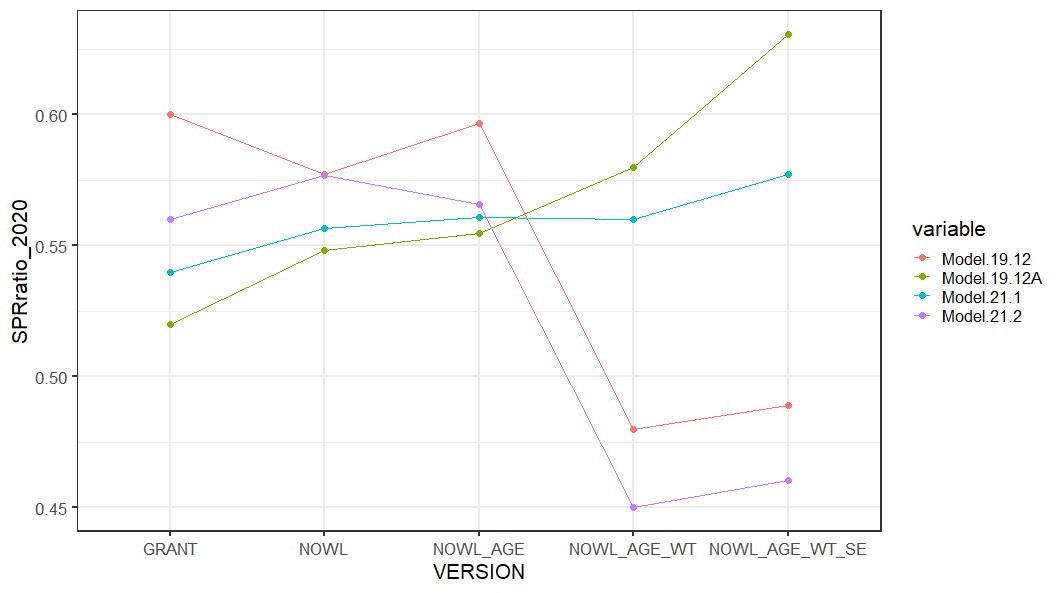 SPRratio_2020
0.60
0.55
0.50
0.45
GRANT
NOWL
NOWL_AGE
NOWL_AGE_WT
NOWL_AGE_WT_SE
VERSION
variable
Model.19.12
Model.19.12A
Model.21.1
Model.21.2